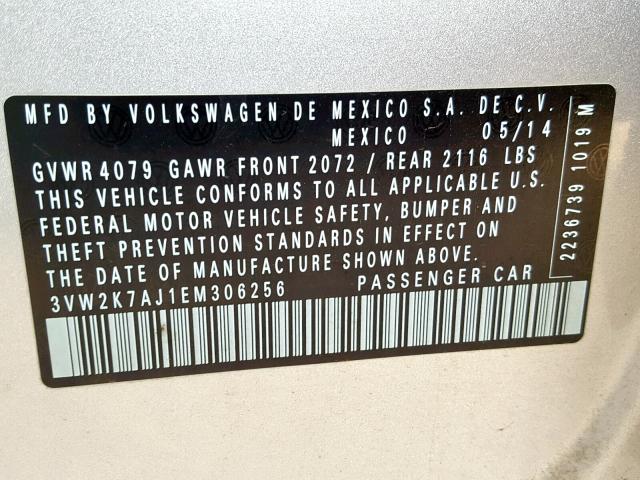 MFD BY VOLKSWAGEN DE MEXICO S.A. DE C.V.
MEXICO 05/14
GVWR 4079 GAWR FRONT 2072 / REAR 2116 LBS
THIS VEHICLE CONFORMS TO ALL APPLICABLE U.S.
FEDERAL MOTOR VEHICLE SAFETY, BUMPER AND
THEFT PREVENTION STANDARDS IN EFFECT ON
THE DATE OF MANUFACTURE SHOWN ABOVE.
3VW2K7AJ1EM306256 PASSENGER CAR
2236739 1019 M